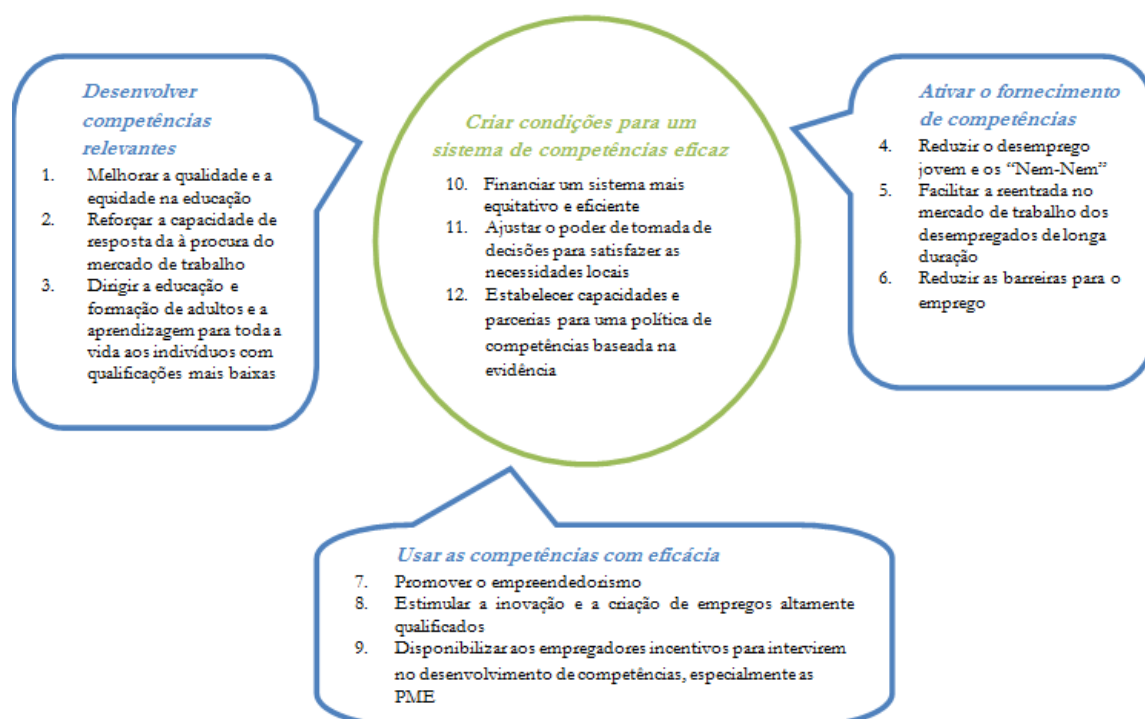 Desenvolver
competências
relevantes
1. Melhorar a qualidade e a
equidade na educação
2. Reforçar a capacidade de
resposta da à procura do
mercado de trabalho
3. Dirigir a educação e
formação de adultos e a
aprendizagem para toda a
vida aos indivíduos com
qualificações mais baixas
Criar condições para um
sistema de competências eficaz
10. Financiar um sistema mais
equitativo e eficiente
11. Ajustar o poder de tomada de
decisões para satisfazer as
necessidades locais
12. Estabelecer capacidades e
parcerias para uma política de
competências baseada na
evidência
Ativar o fornecimento
de competências
4. Reduzir o desemprego
jovem e os “Nem-Nem”
5. Facilitar a reentrada no
mercado de trabalho dos
desempregados de longa
duração
6. Reduzir as barreiras para o
emprego
Usar as competências com eficácia
7. Promover o empreendedorismo
8. Estimular a inovação e a criação de empregos altamente
qualificados
9. Disponibilizar aos empregadores incentivos para intervirem
no desenvolvimento de competências, especialmente as
PME